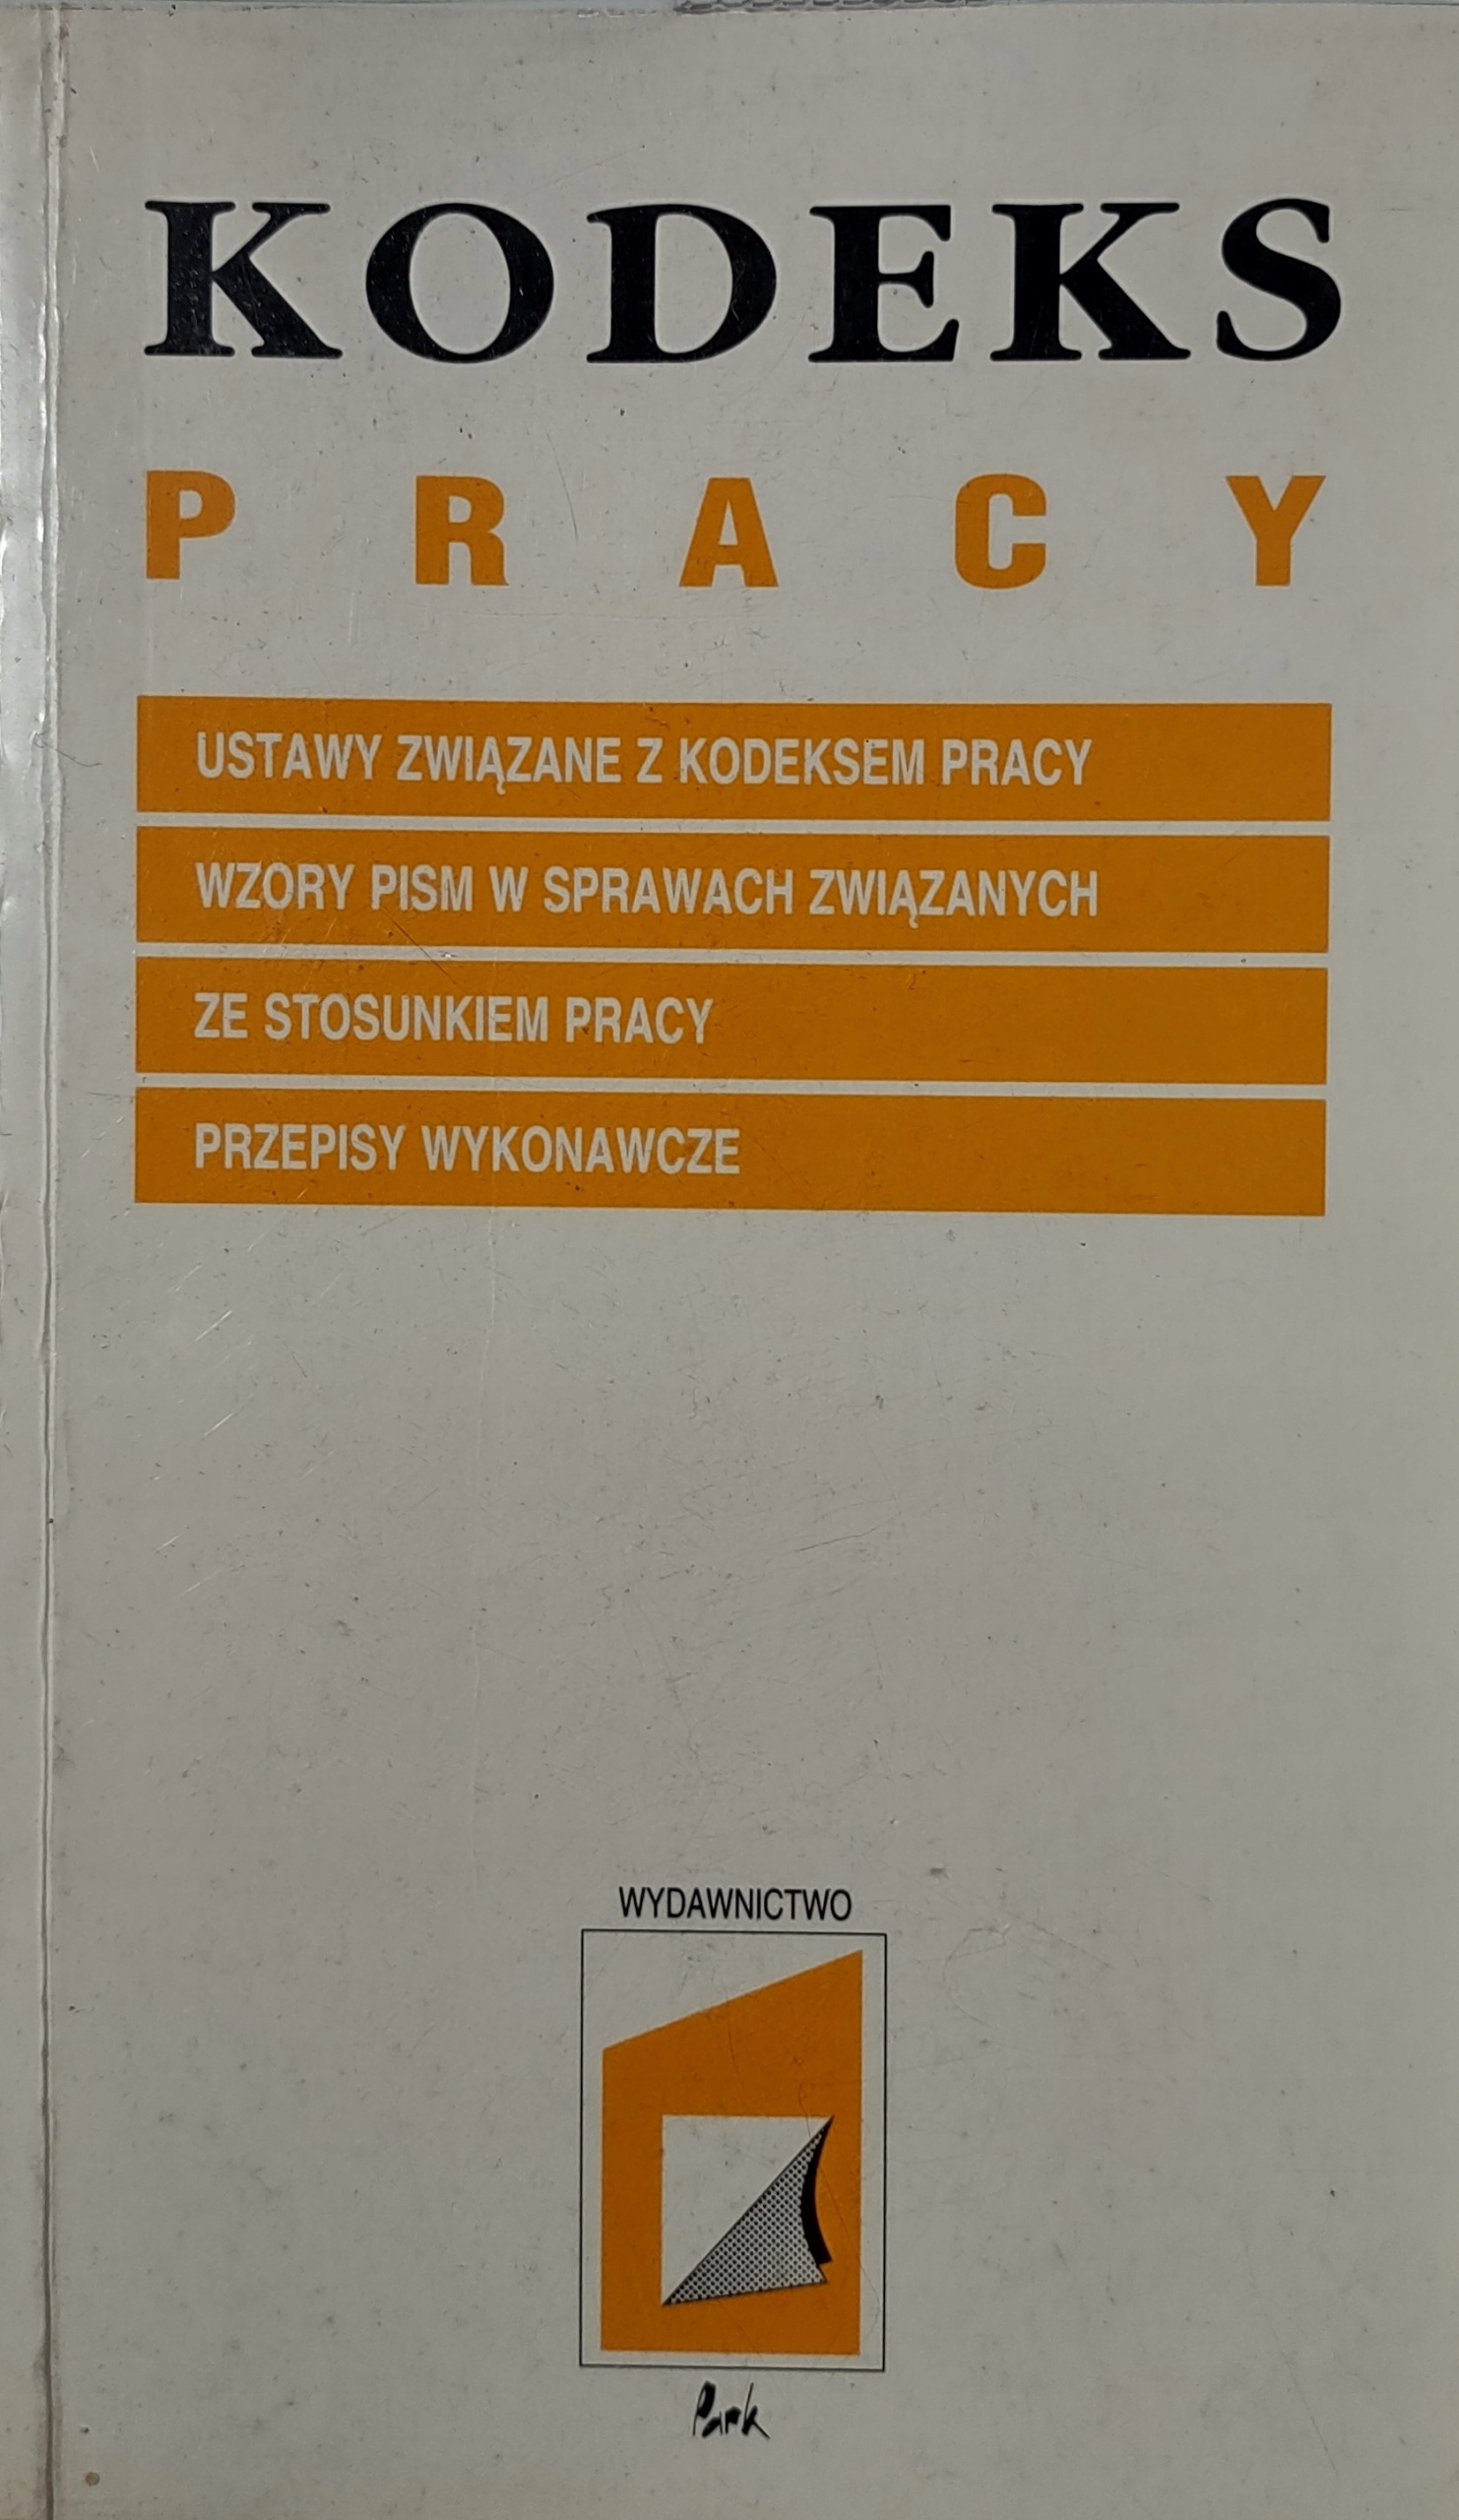 KODEKS
PRACY
USTAWY ZWIĄZANE Z KODEKSEM PRACY
WZORY PISM W SPRAWACH ZWIĄZANYCH
ZE STOSUNKIEM PRACY
PRZEPISY WYKONAWCZE
WYDAWNICTWO
Park